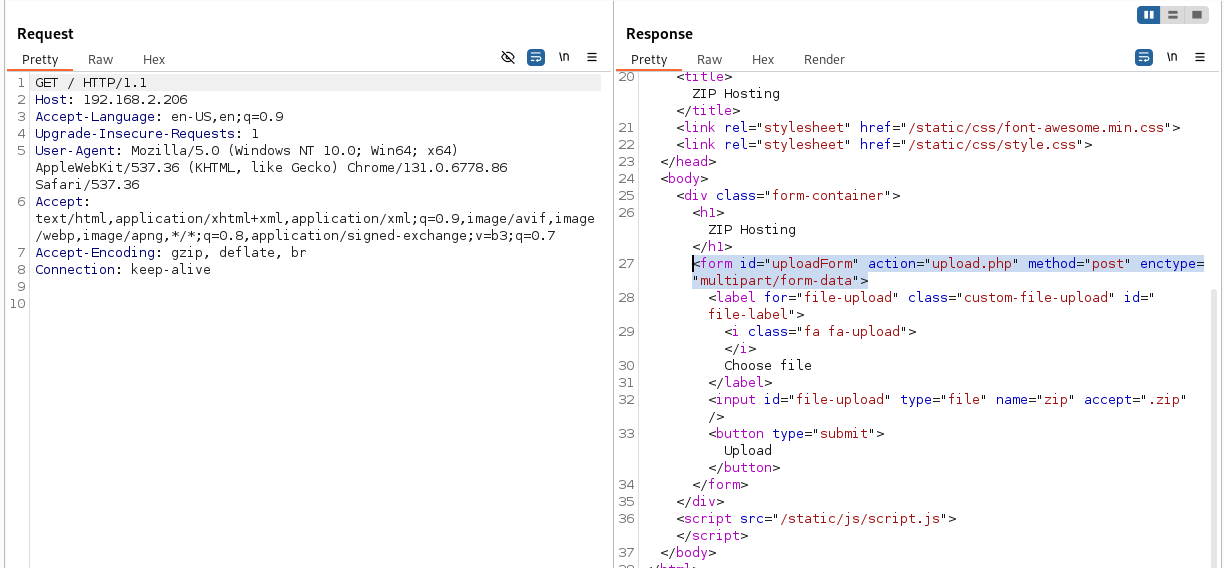 Request
Pretty Raw Hex \n
1 GET / HTTP/1.1
2 Host: 192.168.2.206
3 Accept-Language: en-US,en;q=0.9
4 Upgrade-Insecure-Requests: 1
5 User-Agent: Mozilla/5.0 (Windows NT 10.0; Win64; x64)
AppleWebKit/537.36 (KHTML, like Gecko) Chrome/131.0.6778.86
Safari/537.36
6 Accept:
text/html,application/xhtml+xml,application/xml;q=0.9,image/avif,image
/webp,image/apng,*/*;q=0.8,application/signed-exchange;v=b3;q=0.7
7 Accept-Encoding: gzip, deflate, br
8 Connection: keep-alive
9
10
Response
Pretty Raw Hex Render \n
20 <title>
ZIP Hosting
</title>
21 <link rel="stylesheet" href="/static/css/font-awesome.min.css">
22 <link rel="stylesheet" href="/static/css/style.css">
23 </head>
24 <body>
25 <div class="form-container">
26 <h1>
ZIP Hosting
</h1>
27 <form id="uploadForm" action="upload.php" method="post" enctype=
"multipart/form-data">
28 <label for="file-upload" class="custom-file-upload" id="
file-label">
29 <i class="fa fa-upload">
</i>
30 Choose file
31 </label>
32 <input id="file-upload" type="file" name="zip" accept=".zip"
/>
33 <button type="submit">
Upload
</button>
34 </form>
35 </div>
36 <script src="/static/js/script.js">
</script>
37 </body>
38 </html>